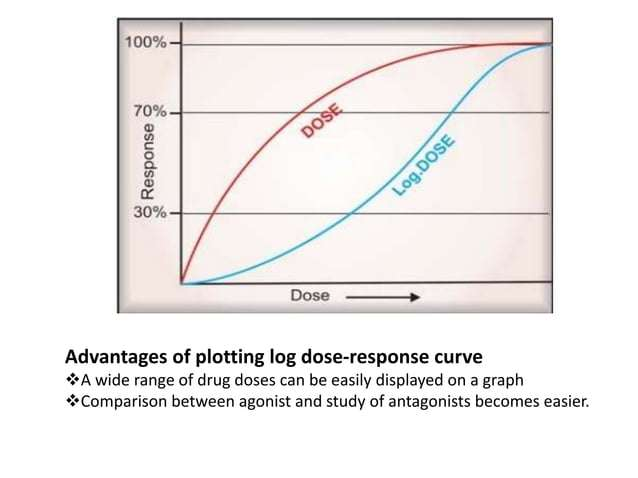 100%
70%
30%
Response
DOSE
Log.DOSE
Dose
Advantages of plotting log dose-response curve
❖A wide range of drug doses can be easily displayed on a graph
❖Comparison between agonist and study of antagonists becomes easier.